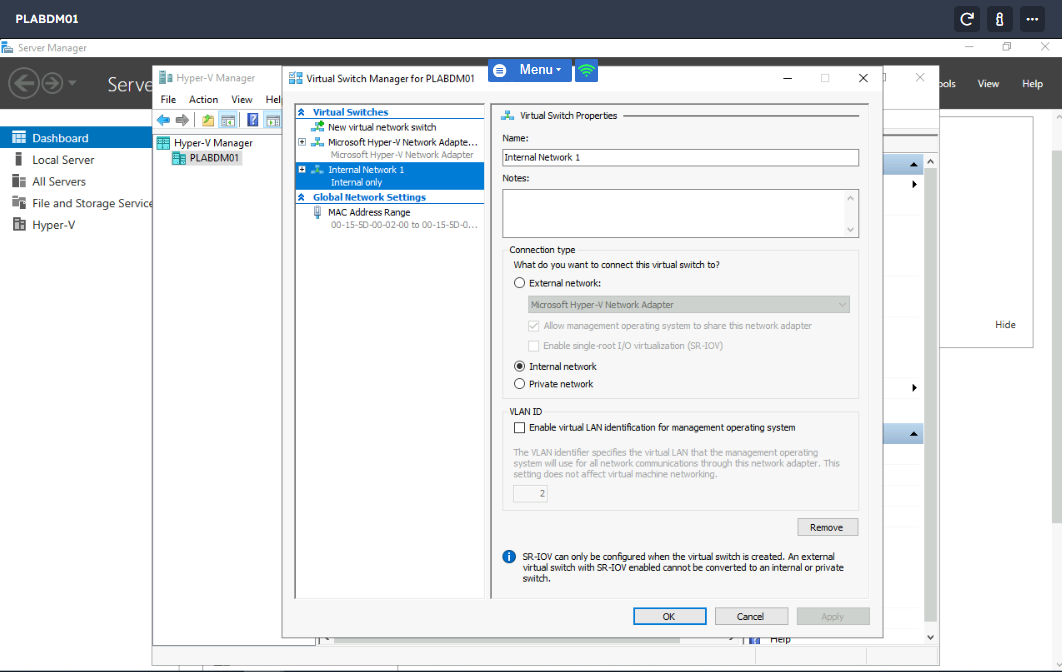 PLABDM01
Server Manager
Serve
View
Help
Dashboard
Local Server
All Servers
File and Storage Service
Hyper-V
Hide
Hyper-V Manager
File Action View Help
Hyper-V Manager
PLABDM01
Help
Virtual Switch Manager for PLABDM01
Menu
Virtual Switches
New virtual network switch
Microsoft Hyper-V Network Adapte...
Microsoft Hyper-V Network Adapter
Internal Network 1
Internal only
Global Network Settings
MAC Address Range
00-15-5D-00-02-00 to 00-15-5D-0...
Virtual Switch Properties
Name:
Internal Network 1
Notes:
Connection type
What do you want to connect this virtual switch to?
External network:
Microsoft Hyper-V Network Adapter
Allow management operating system to share this network adapter
Enable single-root I/O virtualization (SR-IOV)
Internal network
Private network
VLAN ID
Enable virtual LAN identification for management operating system
The VLAN identifier specifies the virtual LAN that the management operating
system will use for all network communications through this network adapter. This
setting does not affect virtual machine networking.
2
Remove
SR-IOV can only be configured when the virtual switch is created. An external
virtual switch with SR-IOV enabled cannot be converted to an internal or private
switch.
OK
Cancel
Apply